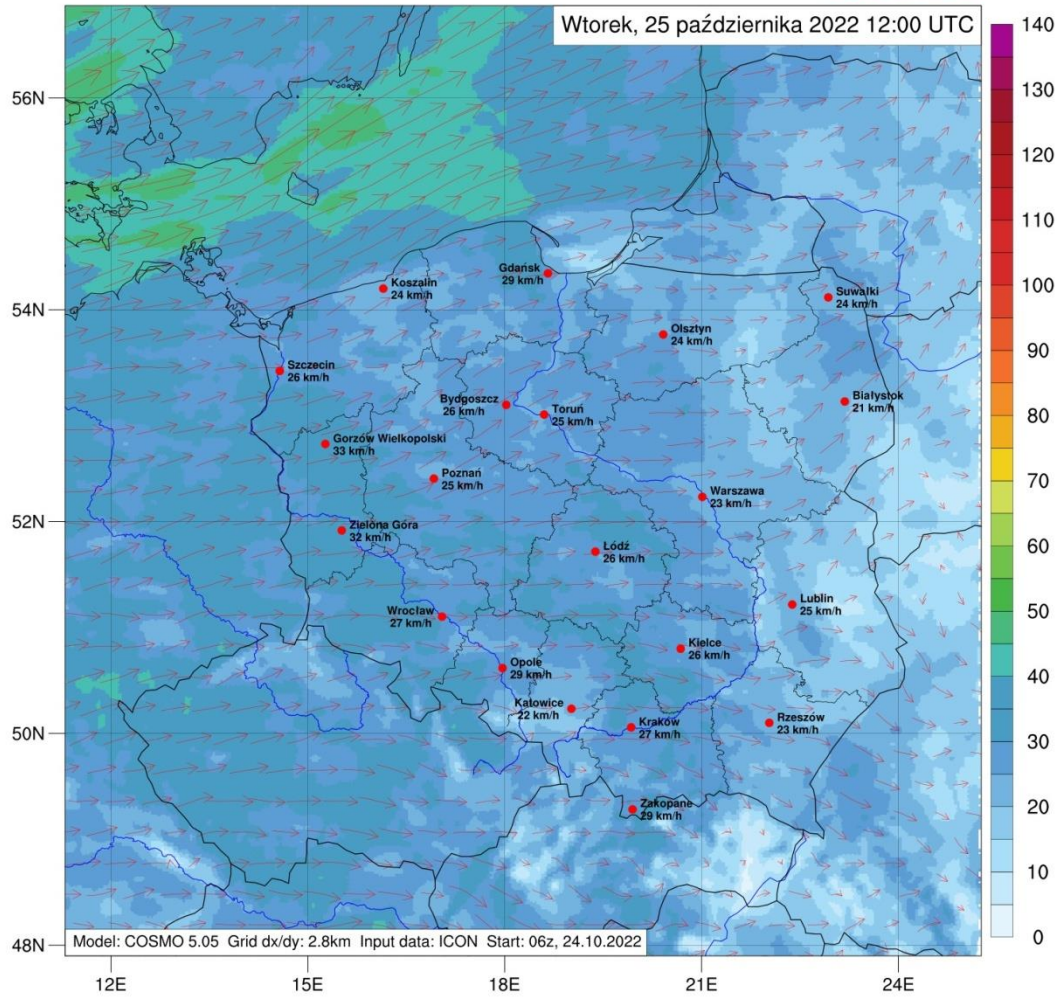 Wtorek, 25 października 2022 12:00 UTC
140
130
120
110
100
90
80
70
60
50
40
30
20
10
0
56N
54N
52N
50N
48N
Koszalin
24 km/h
Gdańsk
29 km/h
Suwałki
24 km/h
Olsztyn
24 km/h
Szczecin
26 km/h
Bydgoszcz
26 km/h
Toruń
25 km/h
Białystok
21 km/h
Gorzów Wielkopolski
33 km/h
Poznań
25 km/h
Warszawa
23 km/h
Zielona Góra
32 km/h
Łódź
26 km/h
Wrocław
27 km/h
Lublin
25 km/h
Kielce
26 km/h
Opole
29 km/h
Katowice
22 km/h
Kraków
27 km/h
Rzeszów
23 km/h
Zakopane
29 km/h
Model: COSMO 5.05 Grid dx/dy: 2.8km Input data: ICON Start: 06z, 24.10.2022
12E
15E
18E
21E
24E